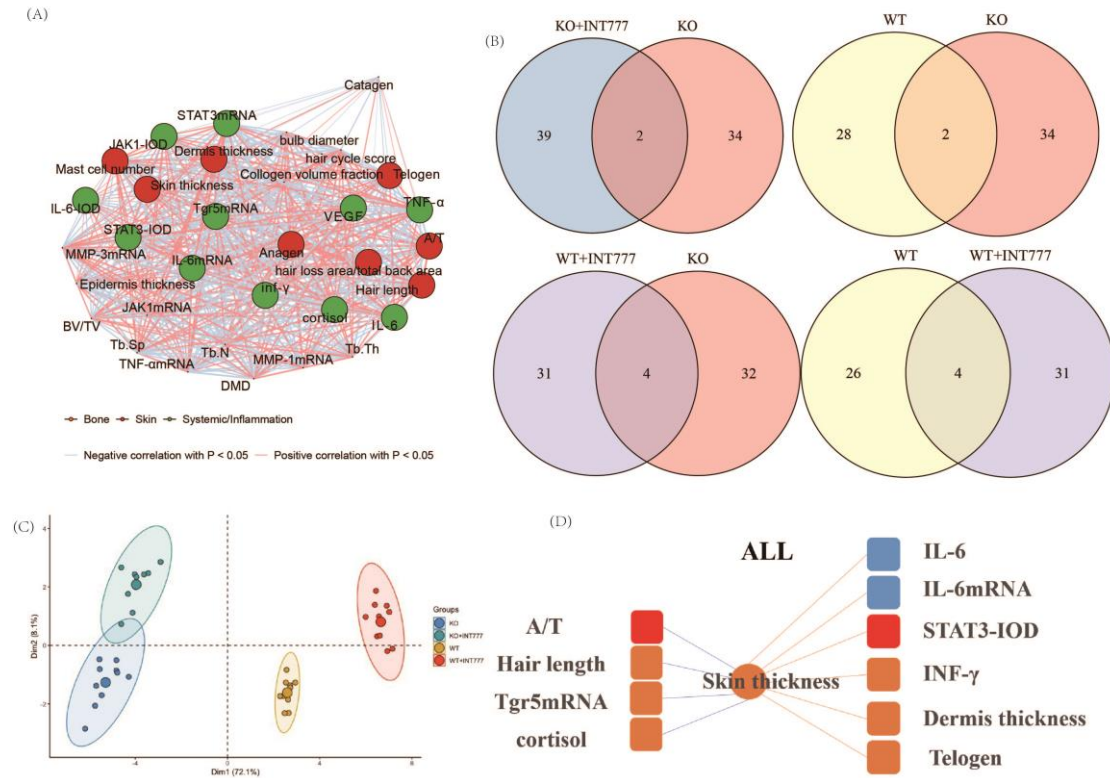 (A)
Catagen
STAT3mRNA
JAK1-IOD
bulb diameter
Dermis thickness
hair cycle score
Mast cell number
Collogen volume fraction
Telogen
Skin thickness
IL-6-IOD
Tgr5mRNA
VEGF
TNF-α
STAT3-IOD
MMP-3mRNA
IL-6mRNA
Anagen
A/T
Epidermis thickness
hair loss area/total back area
inf-γ
Hair length
JAK1mRNA
BV/TV
cortisol
IL-6
Tb.Sp
Tb.N
TNF-αmRNA
MMP-1mRNA
Tb.Th
DMD
Bone
Skin
Systemic/Inflammation
Negative correlation with P < 0.05
Positive correlation with P < 0.05
(B)
KO+INT777
KO
39
2
34
WT
KO
28
2
34
WT+INT777
KO
31
4
32
WT
WT+INT777
26
4
31
(C)
4
2
0
-2
Dim2 (8.1%)
-4
0
4
8
Dim1 (72.1%)
Groups
KO
KO+INT777
WT
WT+INT777
(D)
ALL
A/T
Hair length
Tgr5mRNA
cortisol
Skin thickness
IL-6
IL-6mRNA
STAT3-IOD
INF-γ
Dermis thickness
Telogen